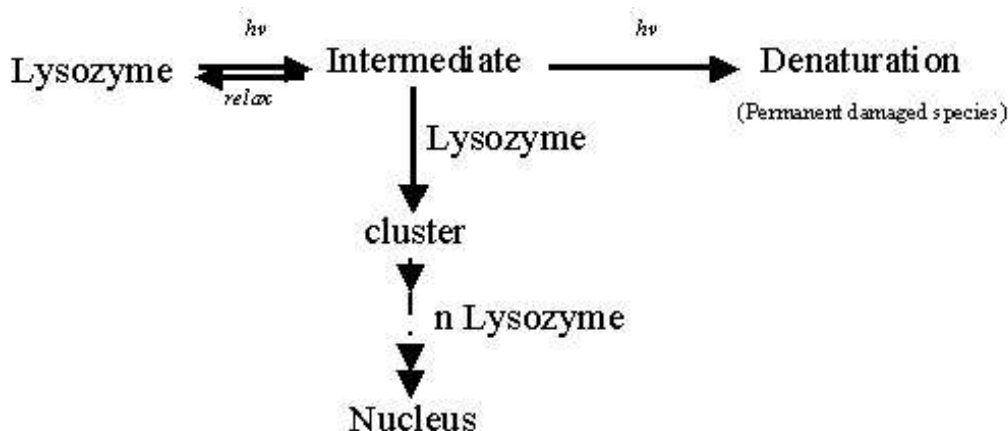 hν
hν
Lysozyme
Intermediate
Denaturation
relax
(Permanent damaged species)
Lysozyme
cluster
n Lysozyme
Nucleus